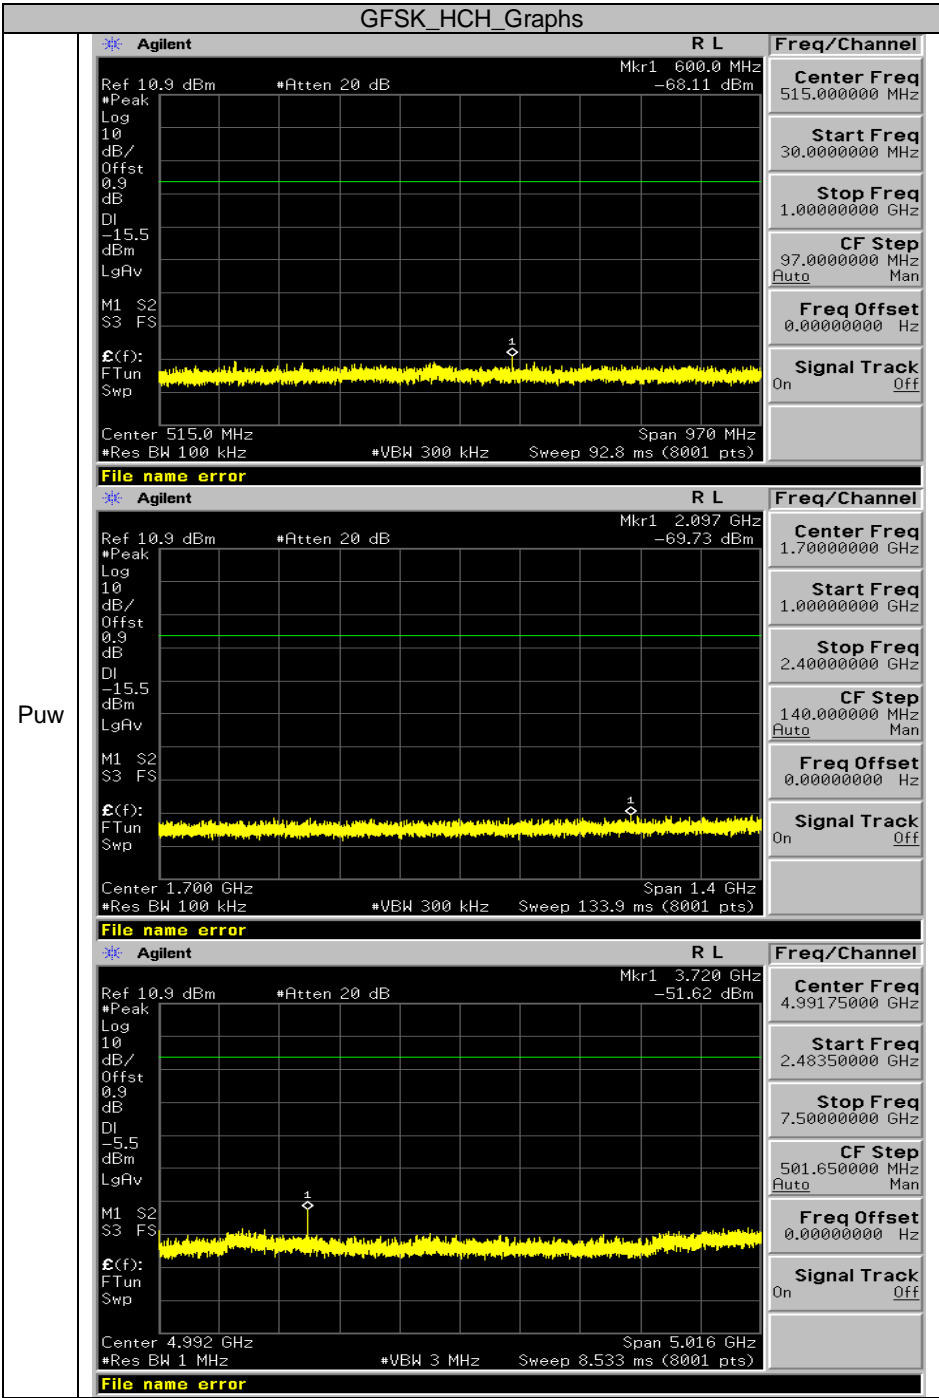 GFSK_HCH_Graphs
Puw
Agilent R L Freq/Channel
Mkr1 600.0 MHz
Ref 10.9 dBm #Atten 20 dB -68.11 dBm
#Peak
Log
10
dB/
Offst
0.9
dB
DI
-15.5
dBm
LgAv
M1 S2
S3 FS
£(f):
FTun
Swp
1
Center 515.0 MHz Span 970 MHz
#Res BW 100 kHz #VBW 300 kHz Sweep 92.8 ms (8001 pts)
File name error
Center Freq
515.000000 MHz
Start Freq
30.0000000 MHz
Stop Freq
1.00000000 GHz
CF Step
97.0000000 MHz
Auto Man
Freq Offset
0.00000000 Hz
Signal Track
On Off
Agilent R L Freq/Channel
Mkr1 2.097 GHz
Ref 10.9 dBm #Atten 20 dB -69.73 dBm
#Peak
Log
10
dB/
Offst
0.9
dB
DI
-15.5
dBm
LgAv
M1 S2
S3 FS
£(f):
FTun
Swp
1
Center 1.700 GHz Span 1.4 GHz
#Res BW 100 kHz #VBW 300 kHz Sweep 133.9 ms (8001 pts)
File name error
Center Freq
1.70000000 GHz
Start Freq
1.00000000 GHz
Stop Freq
2.40000000 GHz
CF Step
140.000000 MHz
Auto Man
Freq Offset
0.00000000 Hz
Signal Track
On Off
Agilent R L Freq/Channel
Mkr1 3.720 GHz
Ref 10.9 dBm #Atten 20 dB -51.62 dBm
#Peak
Log
10
dB/
Offst
0.9
dB
DI
-5.5
dBm
LgAv
M1 S2
S3 FS
£(f):
FTun
Swp
1
Center 4.992 GHz Span 5.016 GHz
#Res BW 1 MHz #VBW 3 MHz Sweep 8.533 ms (8001 pts)
File name error
Center Freq
4.99175000 GHz
Start Freq
2.48350000 GHz
Stop Freq
7.50000000 GHz
CF Step
501.650000 MHz
Auto Man
Freq Offset
0.00000000 Hz
Signal Track
On Off